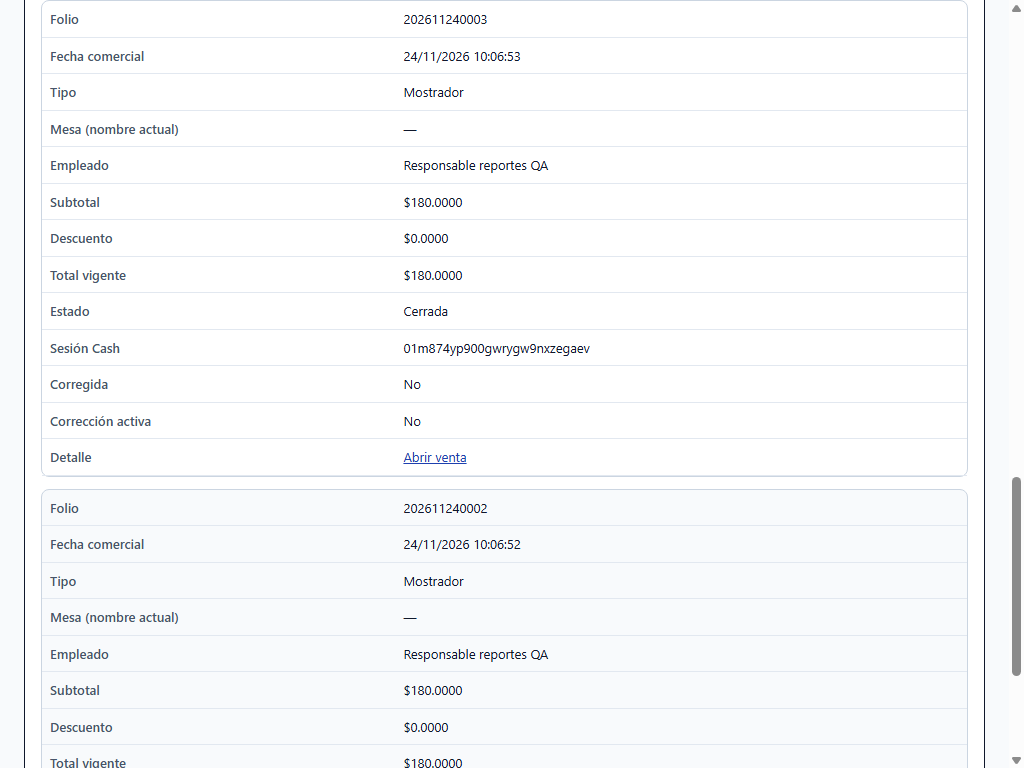 Folio 202611240003
Fecha comercial 24/11/2026 10:06:53
Tipo Mostrador
Mesa (nombre actual) —
Empleado Responsable reportes QA
Subtotal $180.0000
Descuento $0.0000
Total vigente $180.0000
Estado Cerrada
Sesión Cash 01m874yp900gwrygw9nxzegaev
Corregida No
Corrección activa No
Detalle Abrir venta
Folio 202611240002
Fecha comercial 24/11/2026 10:06:52
Tipo Mostrador
Mesa (nombre actual) —
Empleado Responsable reportes QA
Subtotal $180.0000
Descuento $0.0000
Total vigente $180.0000